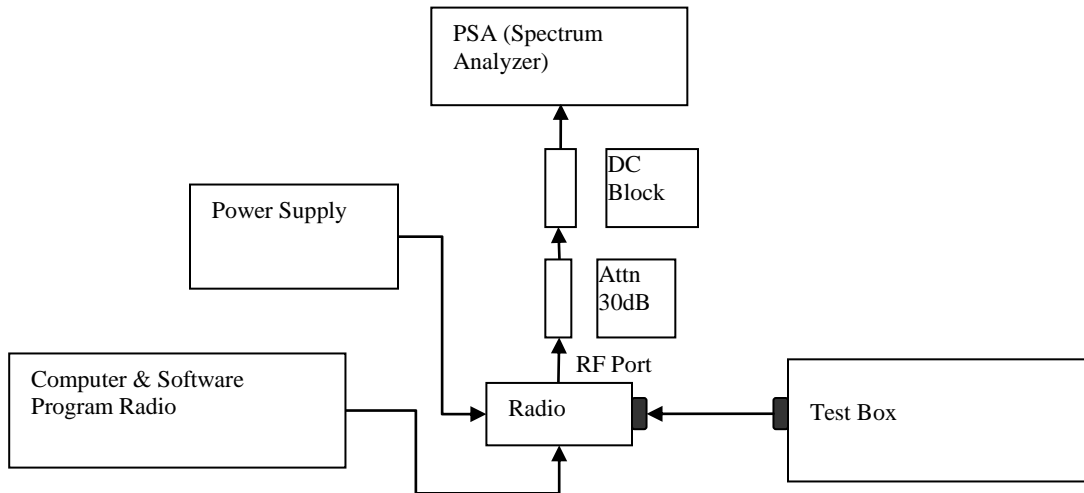 PSA (Spectrum
Analyzer)
DC
Block
Power Supply
Attn
30dB
RF Port
Computer & Software
Program Radio
Radio
Test Box